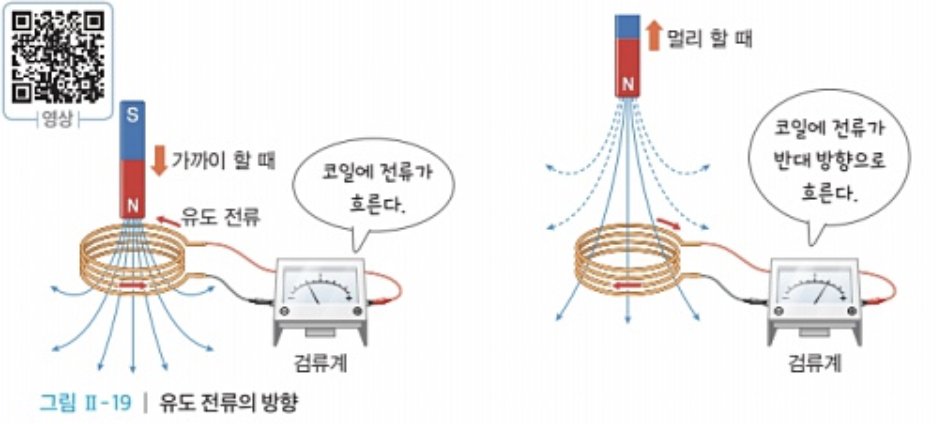 영상
S
가까이 할 때
N
유도 전류
코일에 전류가
흐른다.
검류계
멀리 할 때
N
코일에 전류가
반대 방향으로
흐른다.
검류계
그림 Ⅱ-19 | 유도 전류의 방향